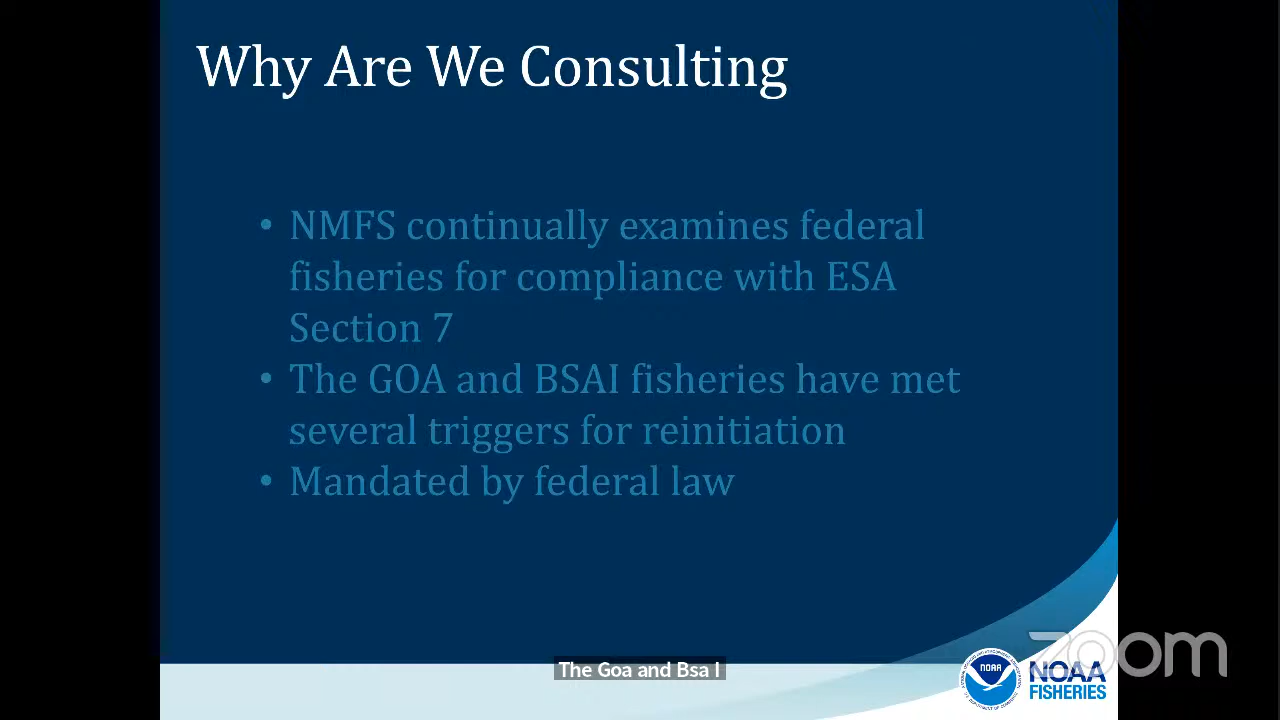 Why Are We Consulting
• NMFS continually examines federal
fisheries for compliance with ESA
Section 7
• The GOA and BSAI fisheries have met
several triggers for reinitiation
• Mandated by federal law
The Goa and Bsa I
zoom
NOAA
NOAA
FISHERIES